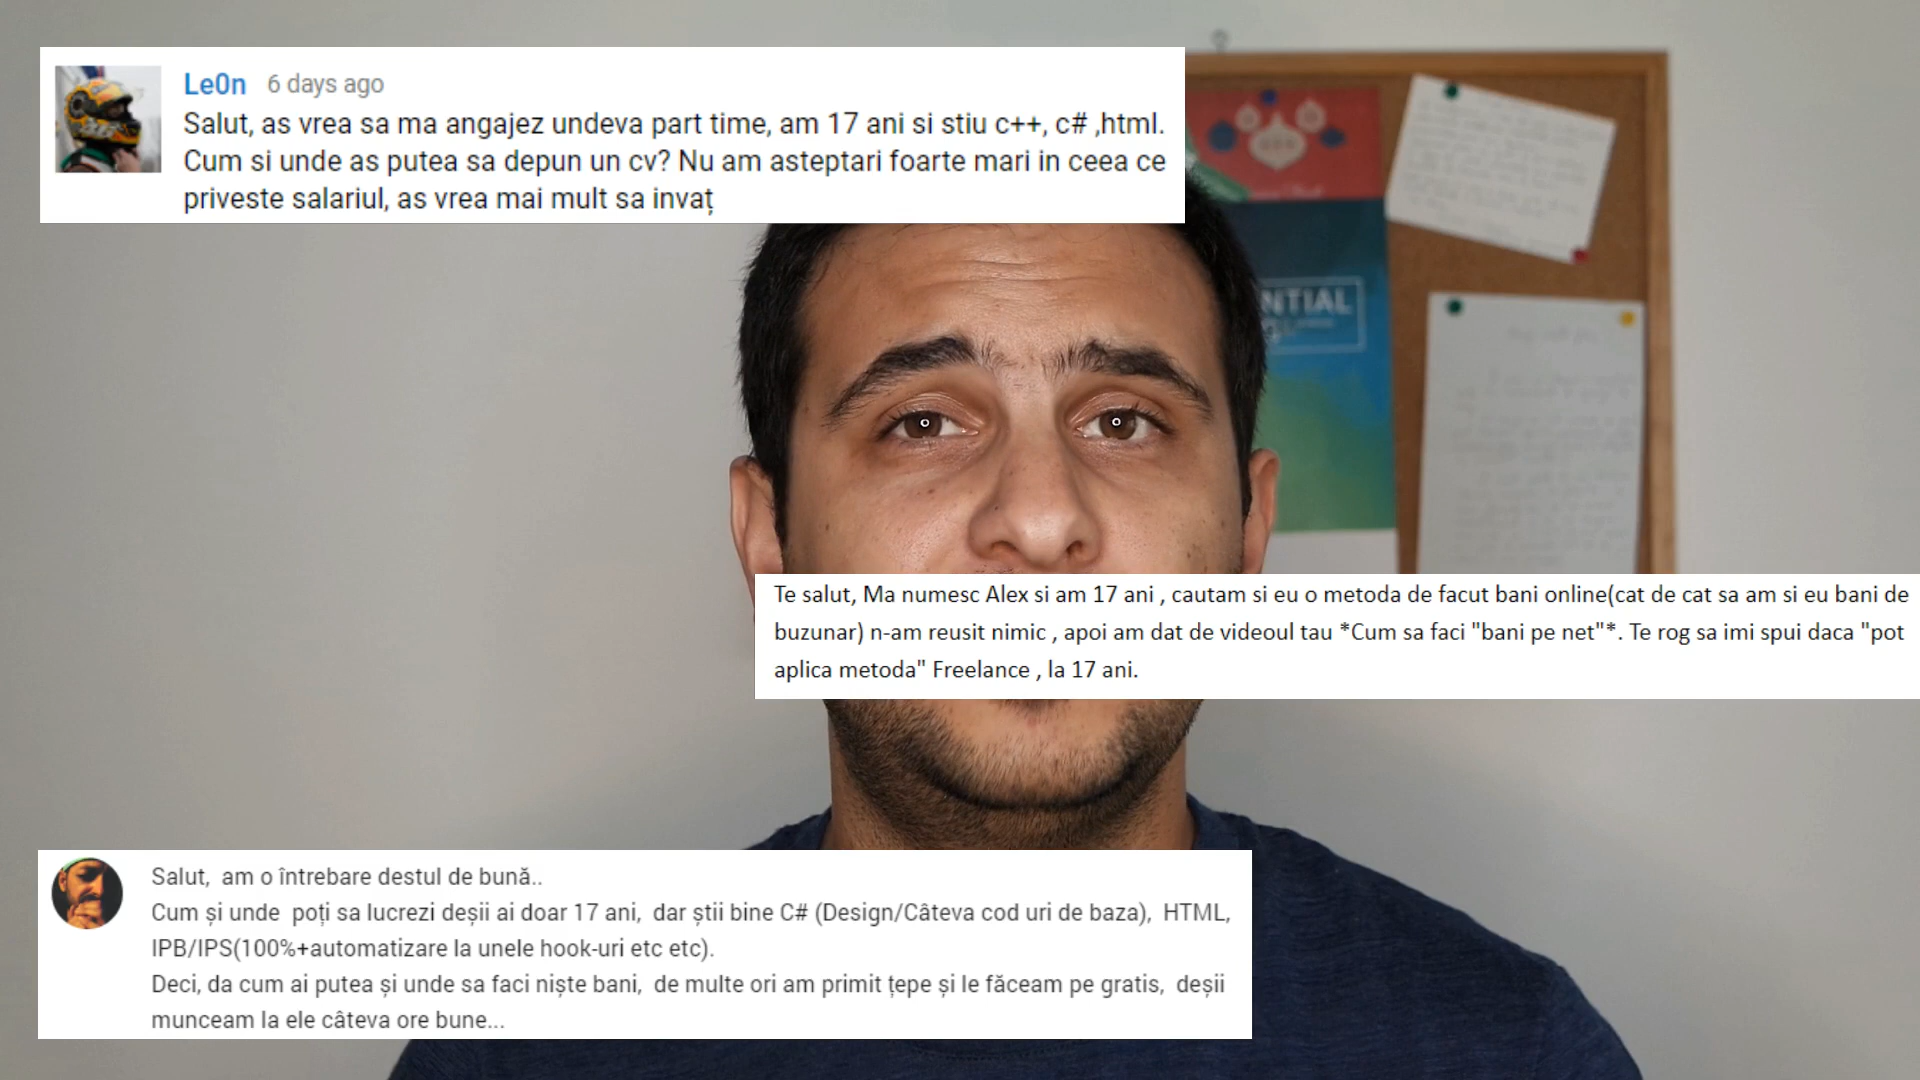 Le0n 6 days ago
Salut, as vrea sa ma angajez undeva part time, am 17 ani si stiu c++, c# ,html.
Cum si unde as putea sa depun un cv? Nu am asteptari foarte mari in ceea ce
priveste salariul, as vrea mai mult sa invaț
NTIAL
Te salut, Ma numesc Alex si am 17 ani , cautam si eu o metoda de facut bani online(cat de cat sa am si eu bani de
buzunar) n-am reusit nimic , apoi am dat de videoul tau *Cum sa faci "bani pe net"*. Te rog sa imi spui daca "pot
aplica metoda" Freelance , la 17 ani.
Salut, am o întrebare destul de bună..
Cum și unde poți sa lucrezi deșii ai doar 17 ani, dar știi bine C# (Design/Câteva cod uri de baza), HTML,
IPB/IPS(100%+automatizare la unele hook-uri etc etc).
Deci, da cum ai putea și unde sa faci niște bani, de multe ori am primit țepe și le făceam pe gratis, deșii
munceam la ele câteva ore bune...